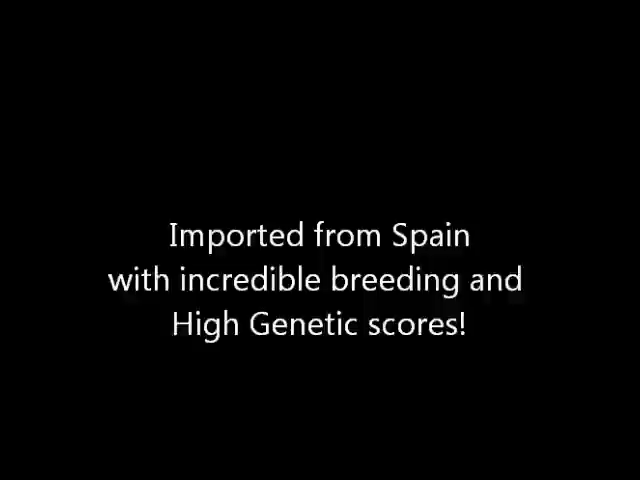 Imported from Spain
with incredible breeding and
High Genetic scores!